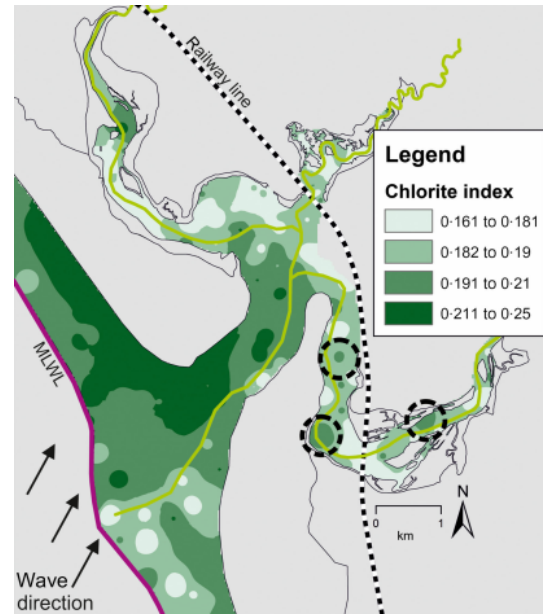 Railway line
Legend
Chlorite index
0·161 to 0·181
0·182 to 0·19
0·191 to 0·21
0·211 to 0·25
MLWL
N
0 1
km
Wave
direction